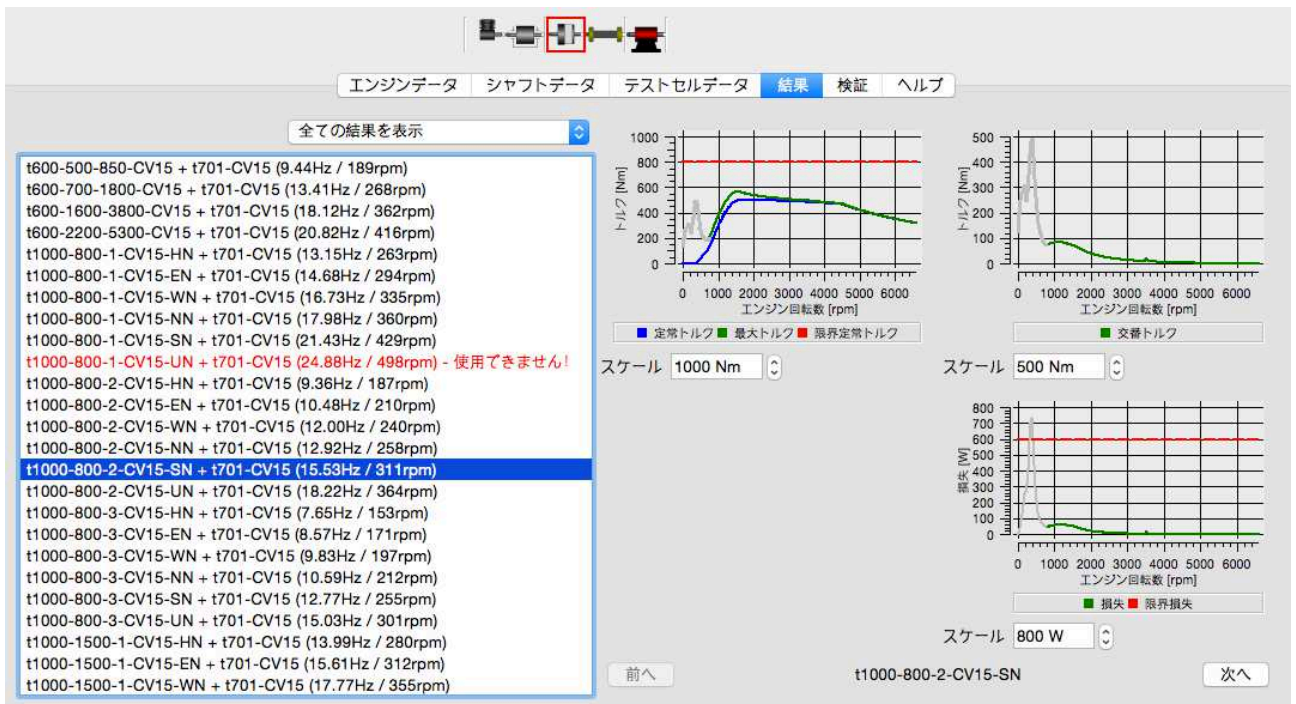 エンジンデータ シャフトデータ テストセルデータ 結果 検証 ヘルプ
全ての結果を表示
t600-500-850-CV15 + t701-CV15 (9.44Hz / 189rpm)
t600-700-1800-CV15 + t701-CV15 (13.41Hz / 268rpm)
t600-1600-3800-CV15 + t701-CV15 (18.12Hz / 362rpm)
t600-2200-5300-CV15 + t701-CV15 (20.82Hz / 416rpm)
t1000-800-1-CV15-HN + t701-CV15 (13.15Hz / 263rpm)
t1000-800-1-CV15-EN + t701-CV15 (14.68Hz / 294rpm)
t1000-800-1-CV15-WN + t701-CV15 (16.73Hz / 335rpm)
t1000-800-1-CV15-NN + t701-CV15 (17.98Hz / 360rpm)
t1000-800-1-CV15-SN + t701-CV15 (21.43Hz / 429rpm)
t1000-800-1-CV15-UN + t701-CV15 (24.88Hz / 498rpm) - 使用できません!
t1000-800-2-CV15-HN + t701-CV15 (9.36Hz / 187rpm)
t1000-800-2-CV15-EN + t701-CV15 (10.48Hz / 210rpm)
t1000-800-2-CV15-WN + t701-CV15 (12.00Hz / 240rpm)
t1000-800-2-CV15-NN + t701-CV15 (12.92Hz / 258rpm)
t1000-800-2-CV15-SN + t701-CV15 (15.53Hz / 311rpm)
t1000-800-2-CV15-UN + t701-CV15 (18.22Hz / 364rpm)
t1000-800-3-CV15-HN + t701-CV15 (7.65Hz / 153rpm)
t1000-800-3-CV15-EN + t701-CV15 (8.57Hz / 171rpm)
t1000-800-3-CV15-WN + t701-CV15 (9.83Hz / 197rpm)
t1000-800-3-CV15-NN + t701-CV15 (10.59Hz / 212rpm)
t1000-800-3-CV15-SN + t701-CV15 (12.77Hz / 255rpm)
t1000-800-3-CV15-UN + t701-CV15 (15.03Hz / 301rpm)
t1000-1500-1-CV15-HN + t701-CV15 (13.99Hz / 280rpm)
t1000-1500-1-CV15-EN + t701-CV15 (15.61Hz / 312rpm)
t1000-1500-1-CV15-WN + t701-CV15 (17.77Hz / 355rpm)
トルク [Nm]
1000
800
600
400
200
0
0 1000 2000 3000 4000 5000 6000
エンジン回転数 [rpm]
定常トルク 最大トルク 限界定常トルク
スケール 1000 Nm
トルク [Nm]
500
400
300
200
100
0
0 1000 2000 3000 4000 5000 6000
エンジン回転数 [rpm]
交番トルク
スケール 500 Nm
損失 [W]
800
700
600
500
400
300
200
100
0
0 1000 2000 3000 4000 5000 6000
エンジン回転数 [rpm]
損失 限界損失
スケール 800 W
前へ t1000-800-2-CV15-SN 次へ